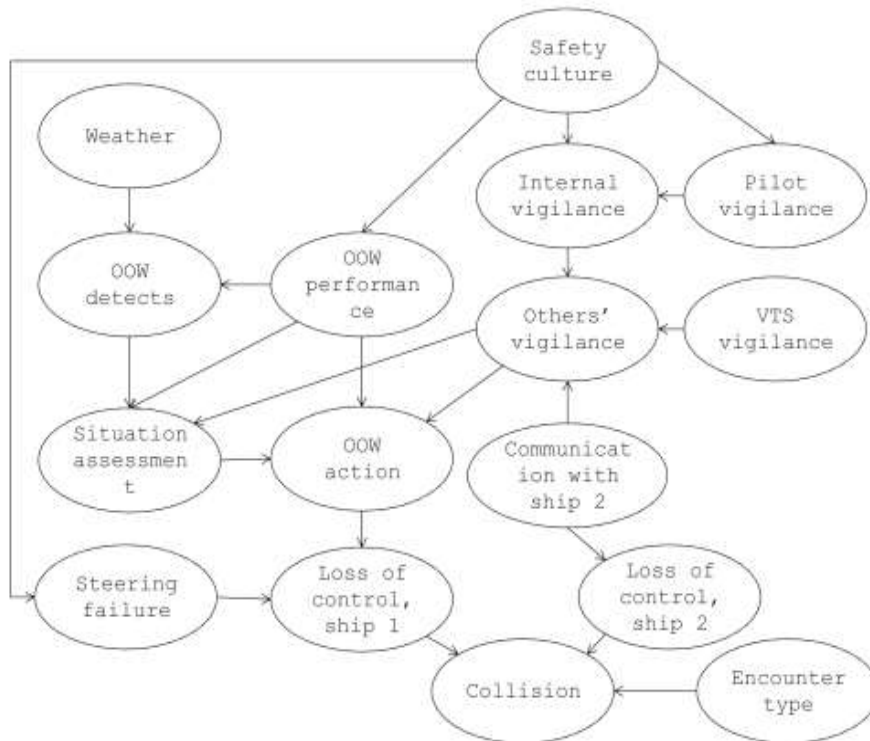 Safety
culture
Weather
Internal
vigilance
Pilot
vigilance
OOW
detects
OOW
performan
ce
Others’
vigilance
VTS
vigilance
Situation
assessmen
t
OOW
action
Communicat
ion with
ship 2
Steering
failure
Loss of
control,
ship 1
Loss of
control,
ship 2
Collision
Encounter
type